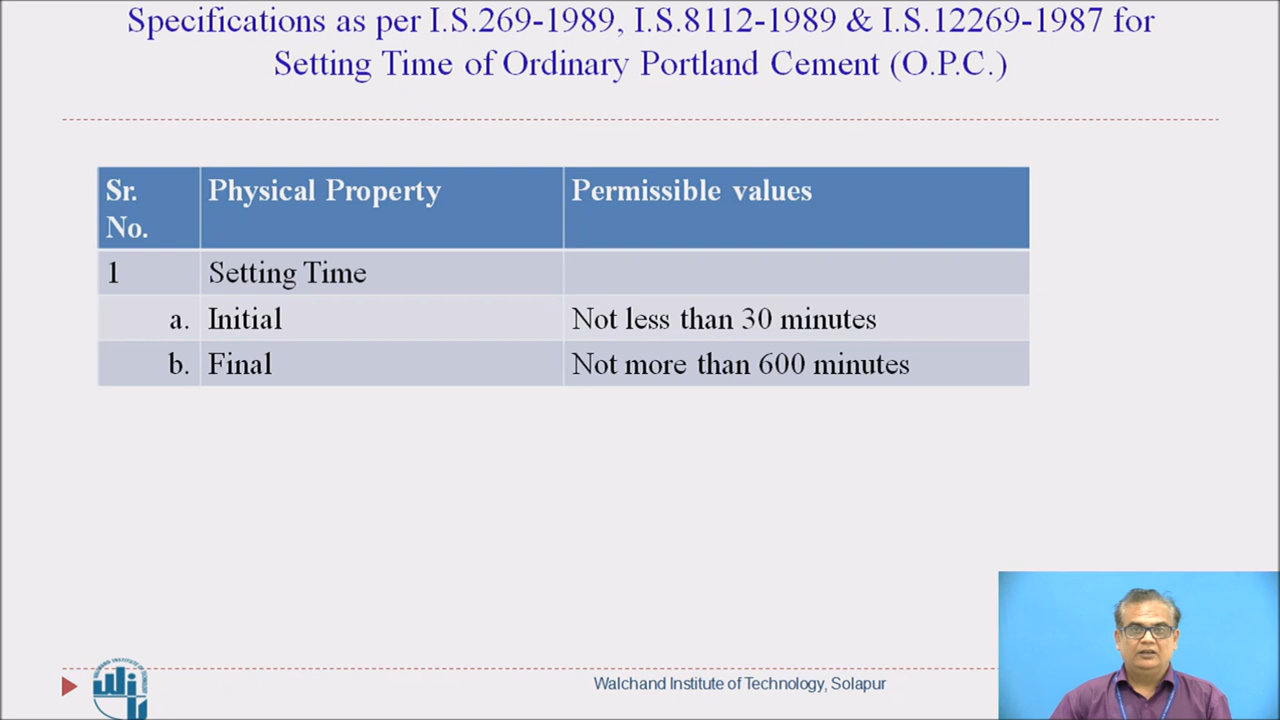 Specifications as per I.S.269-1989, I.S.8112-1989 & I.S.12269-1987 for
Setting Time of Ordinary Portland Cement (O.P.C.)
Sr. No. Physical Property Permissible values
1 Setting Time
a. Initial Not less than 30 minutes
b. Final Not more than 600 minutes
Walchand Institute of Technology, Solapur